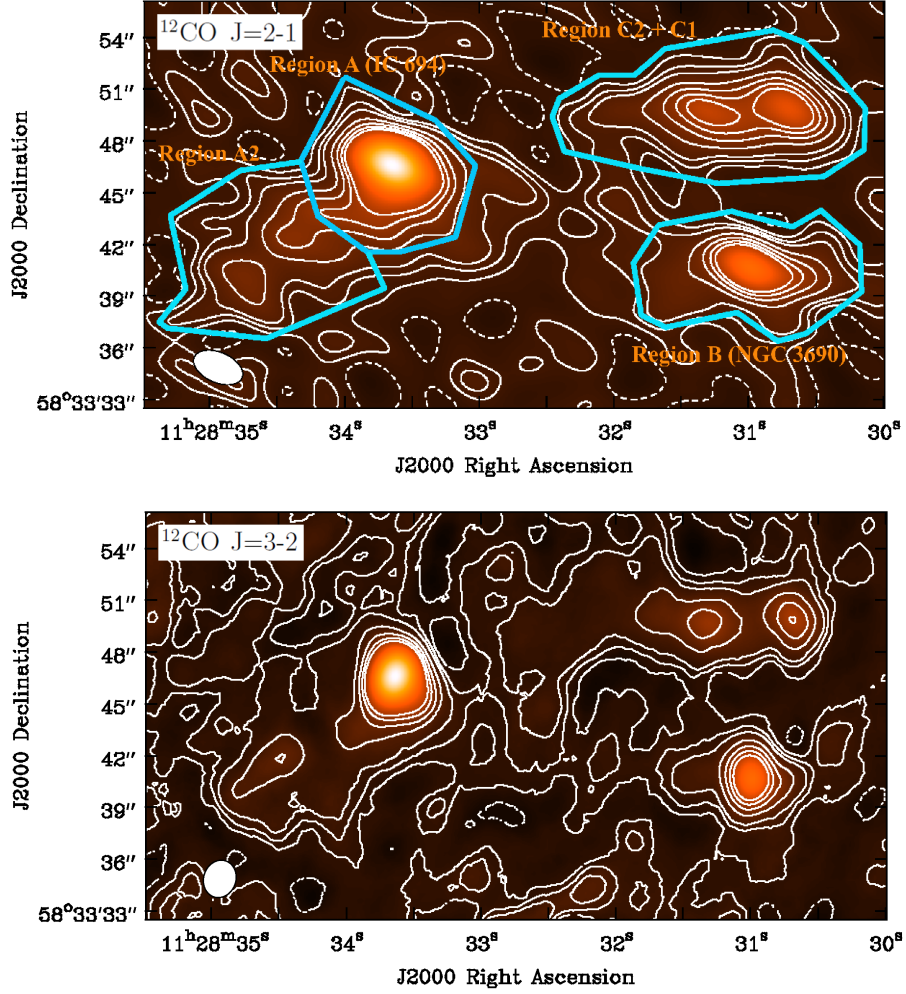 ¹²CO J=2-1
Region C2 + C1
Region A (IC 694)
Region A2
Region B (NGC 3690)
J2000 Declination
54″
51″
48″
45″
42″
39″
36″
58°33′33″
11ʰ28ᵐ35ˢ
34ˢ
33ˢ
32ˢ
31ˢ
30ˢ
J2000 Right Ascension
¹²CO J=3-2
J2000 Declination
54″
51″
48″
45″
42″
39″
36″
58°33′33″
11ʰ28ᵐ35ˢ
34ˢ
33ˢ
32ˢ
31ˢ
30ˢ
J2000 Right Ascension